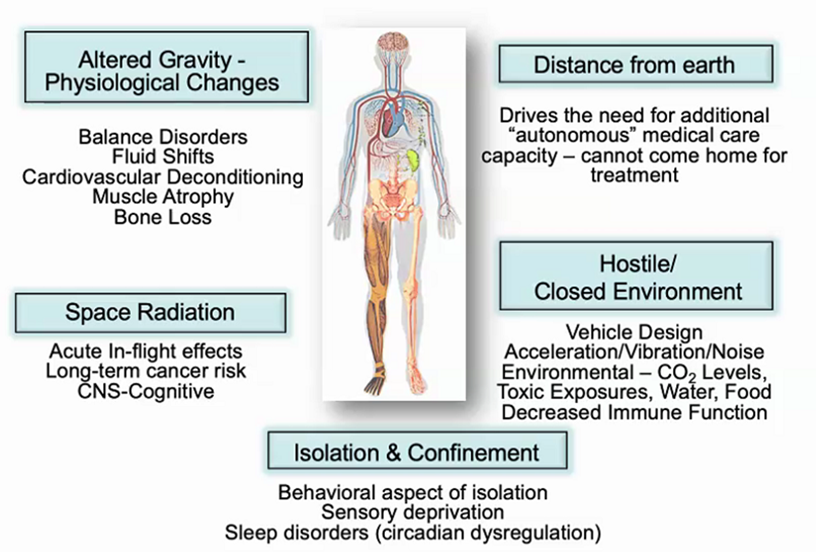 Altered Gravity -
Physiological Changes
Balance Disorders
Fluid Shifts
Cardiovascular Deconditioning
Muscle Atrophy
Bone Loss
Space Radiation
Acute In-flight effects
Long-term cancer risk
CNS-Cognitive
Distance from earth
Drives the need for additional
“autonomous” medical care
capacity – cannot come home for
treatment
Hostile/
Closed Environment
Vehicle Design
Acceleration/Vibration/Noise
Environmental – CO₂ Levels,
Toxic Exposures, Water, Food
Decreased Immune Function
Isolation & Confinement
Behavioral aspect of isolation
Sensory deprivation
Sleep disorders (circadian dysregulation)